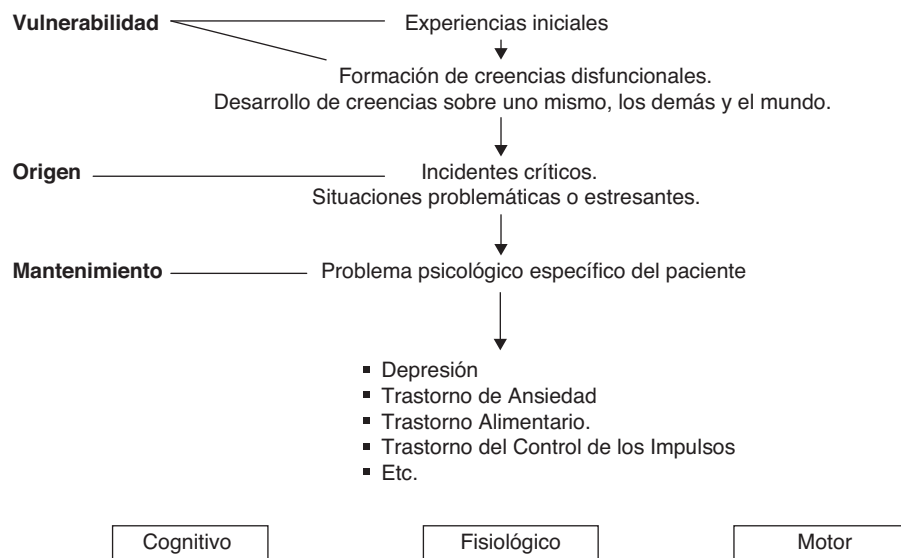 Vulnerabilidad Experiencias iniciales
Formación de creencias disfuncionales.
Desarrollo de creencias sobre uno mismo, los demás y el mundo.
Origen Incidentes críticos.
Situaciones problemáticas o estresantes.
Mantenimiento Problema psicológico específico del paciente
▪ Depresión
▪ Trastorno de Ansiedad
▪ Trastorno Alimentario.
▪ Trastorno del Control de los Impulsos
▪ Etc.
Cognitivo Fisiológico Motor